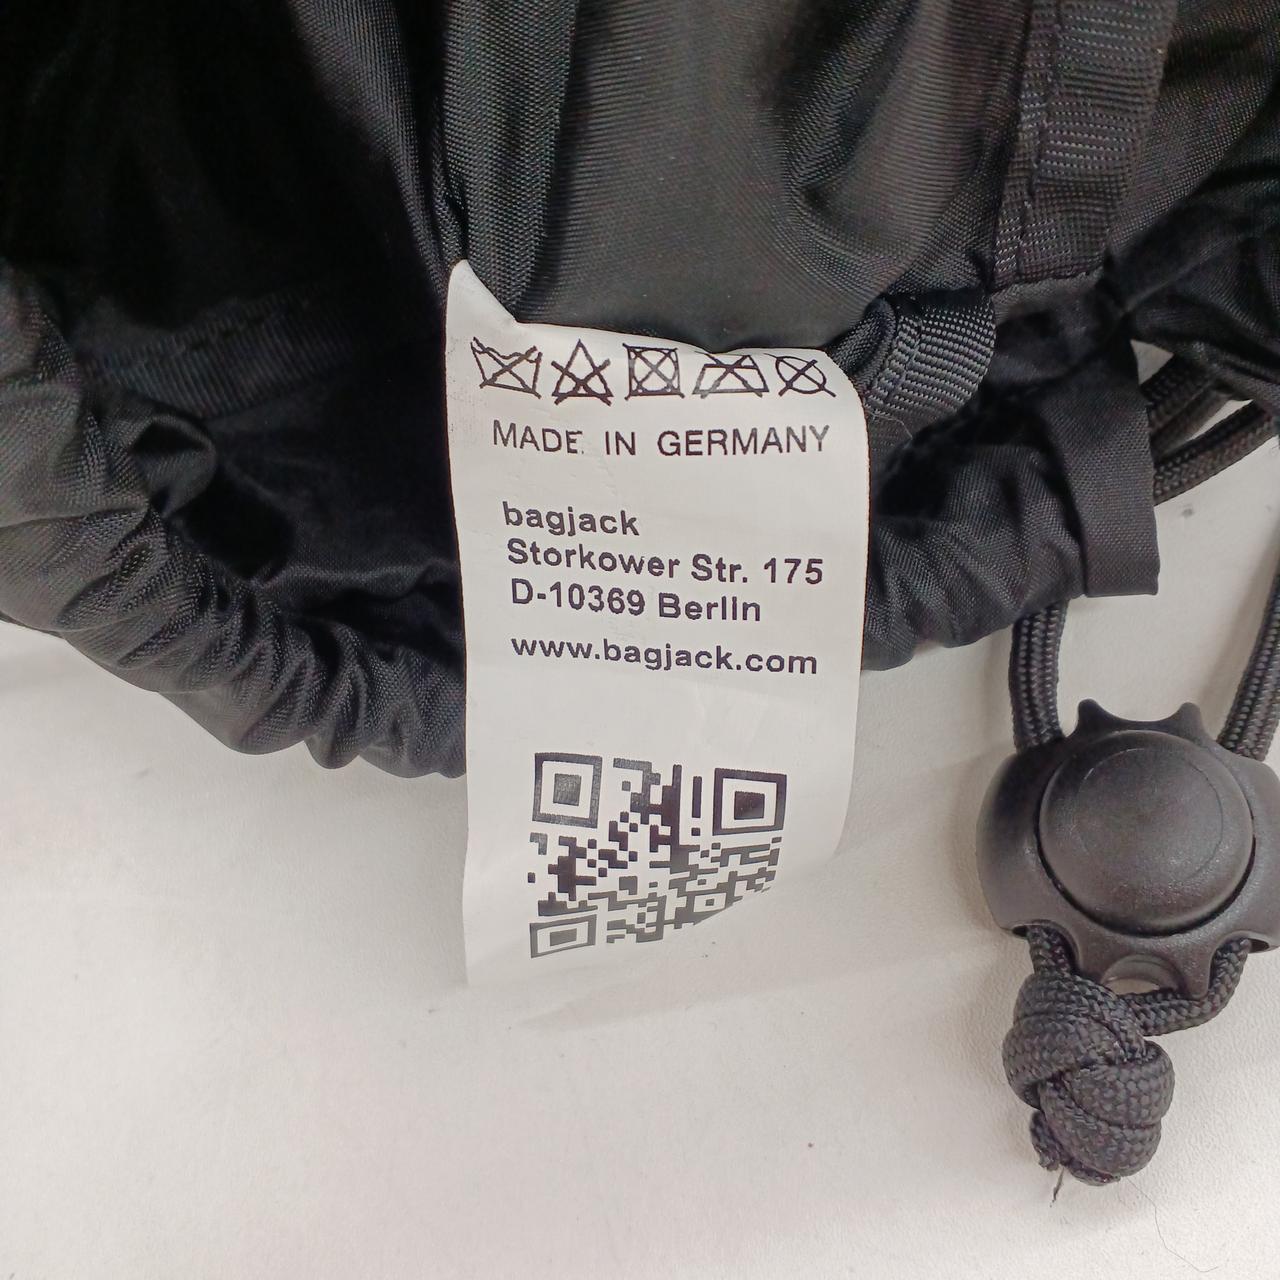 MADE IN GERMANY
bagjack
Storkower Str. 175
D-10369 Berlin
www.bagjack.com